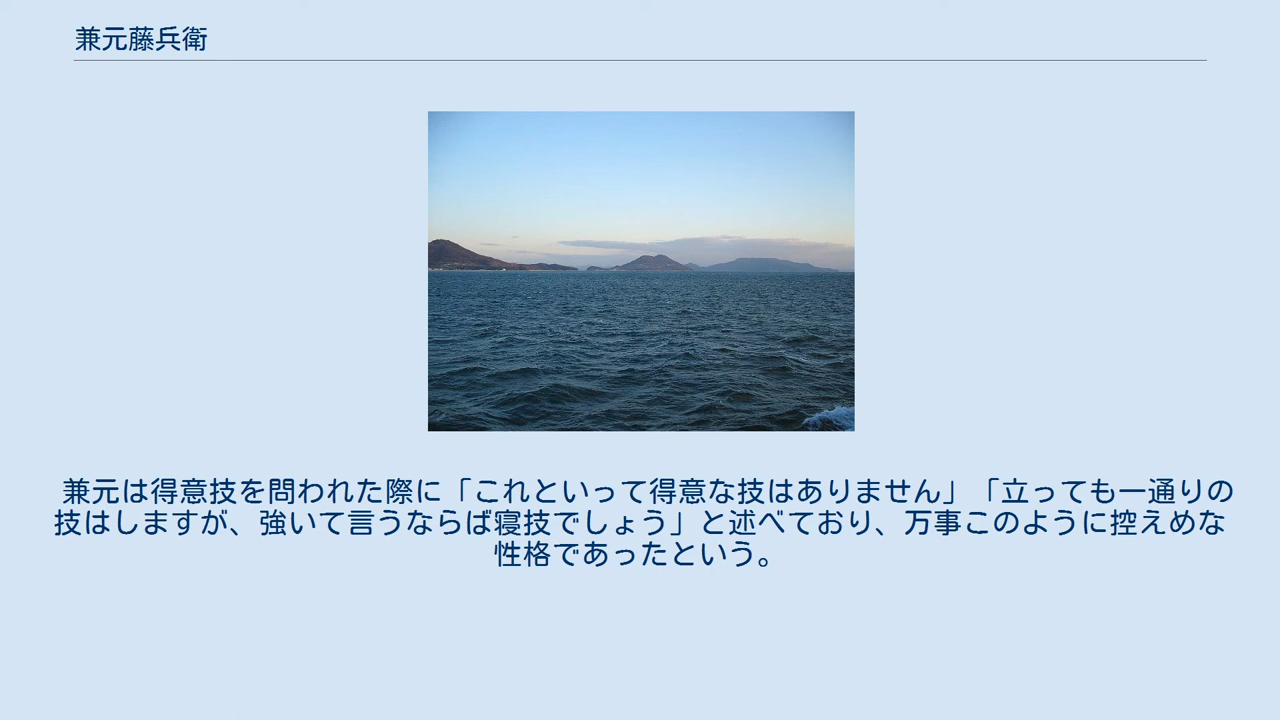 兼元藤兵衛
兼元は得意技を問われた際に「これといって得意な技はありません」「立っても一通りの
技はしますが、強いて言うならば寝技でしょう」と述べており、万事このように控えめな
性格であったという。